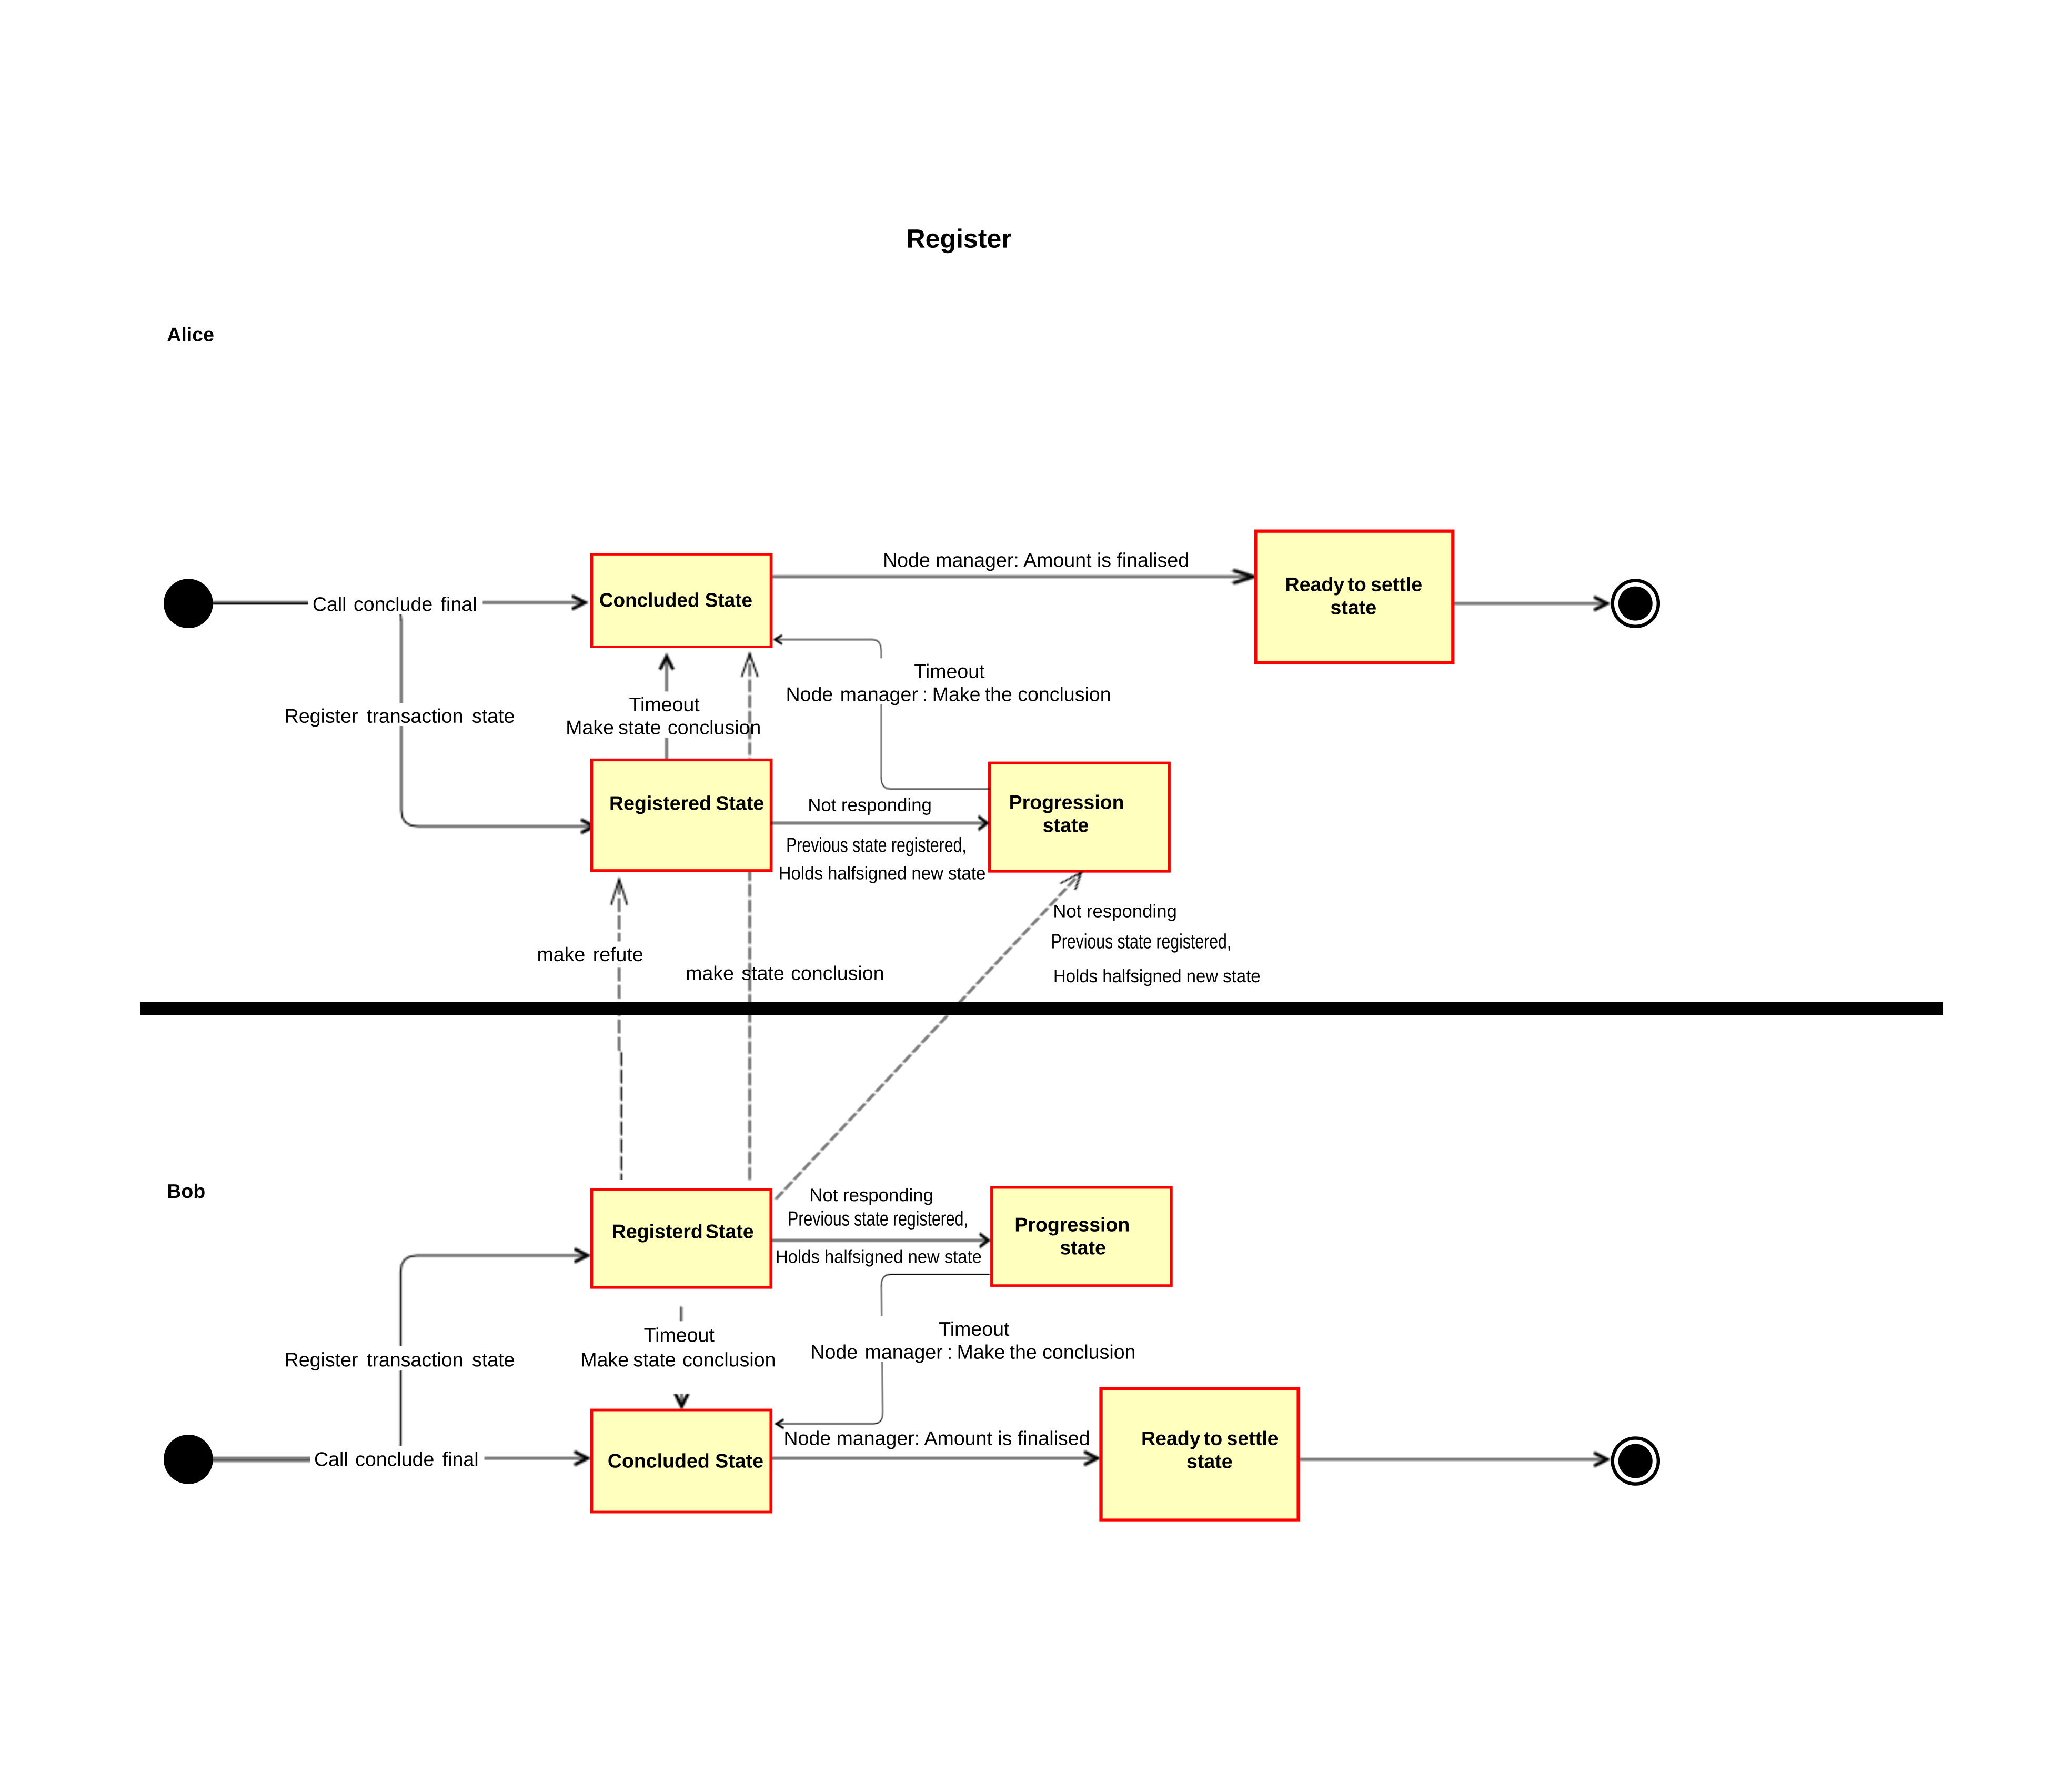 Register
Alice
Node manager: Amount is finalised
Ready to settle
state
Concluded State
Call conclude final
Timeout
Node manager : Make the conclusion
Timeout
Make state conclusion
Register transaction state
Registered State
Not responding
Previous state registered,
Holds halfsigned new state
Progression
state
Not responding
Previous state registered,
Holds halfsigned new state
make refute
make state conclusion
Bob
Registerd State
Not responding
Previous state registered,
Holds halfsigned new state
Progression
state
Timeout
Make state conclusion
Timeout
Node manager : Make the conclusion
Register transaction state
Node manager: Amount is finalised
Ready to settle
state
Call conclude final
Concluded State